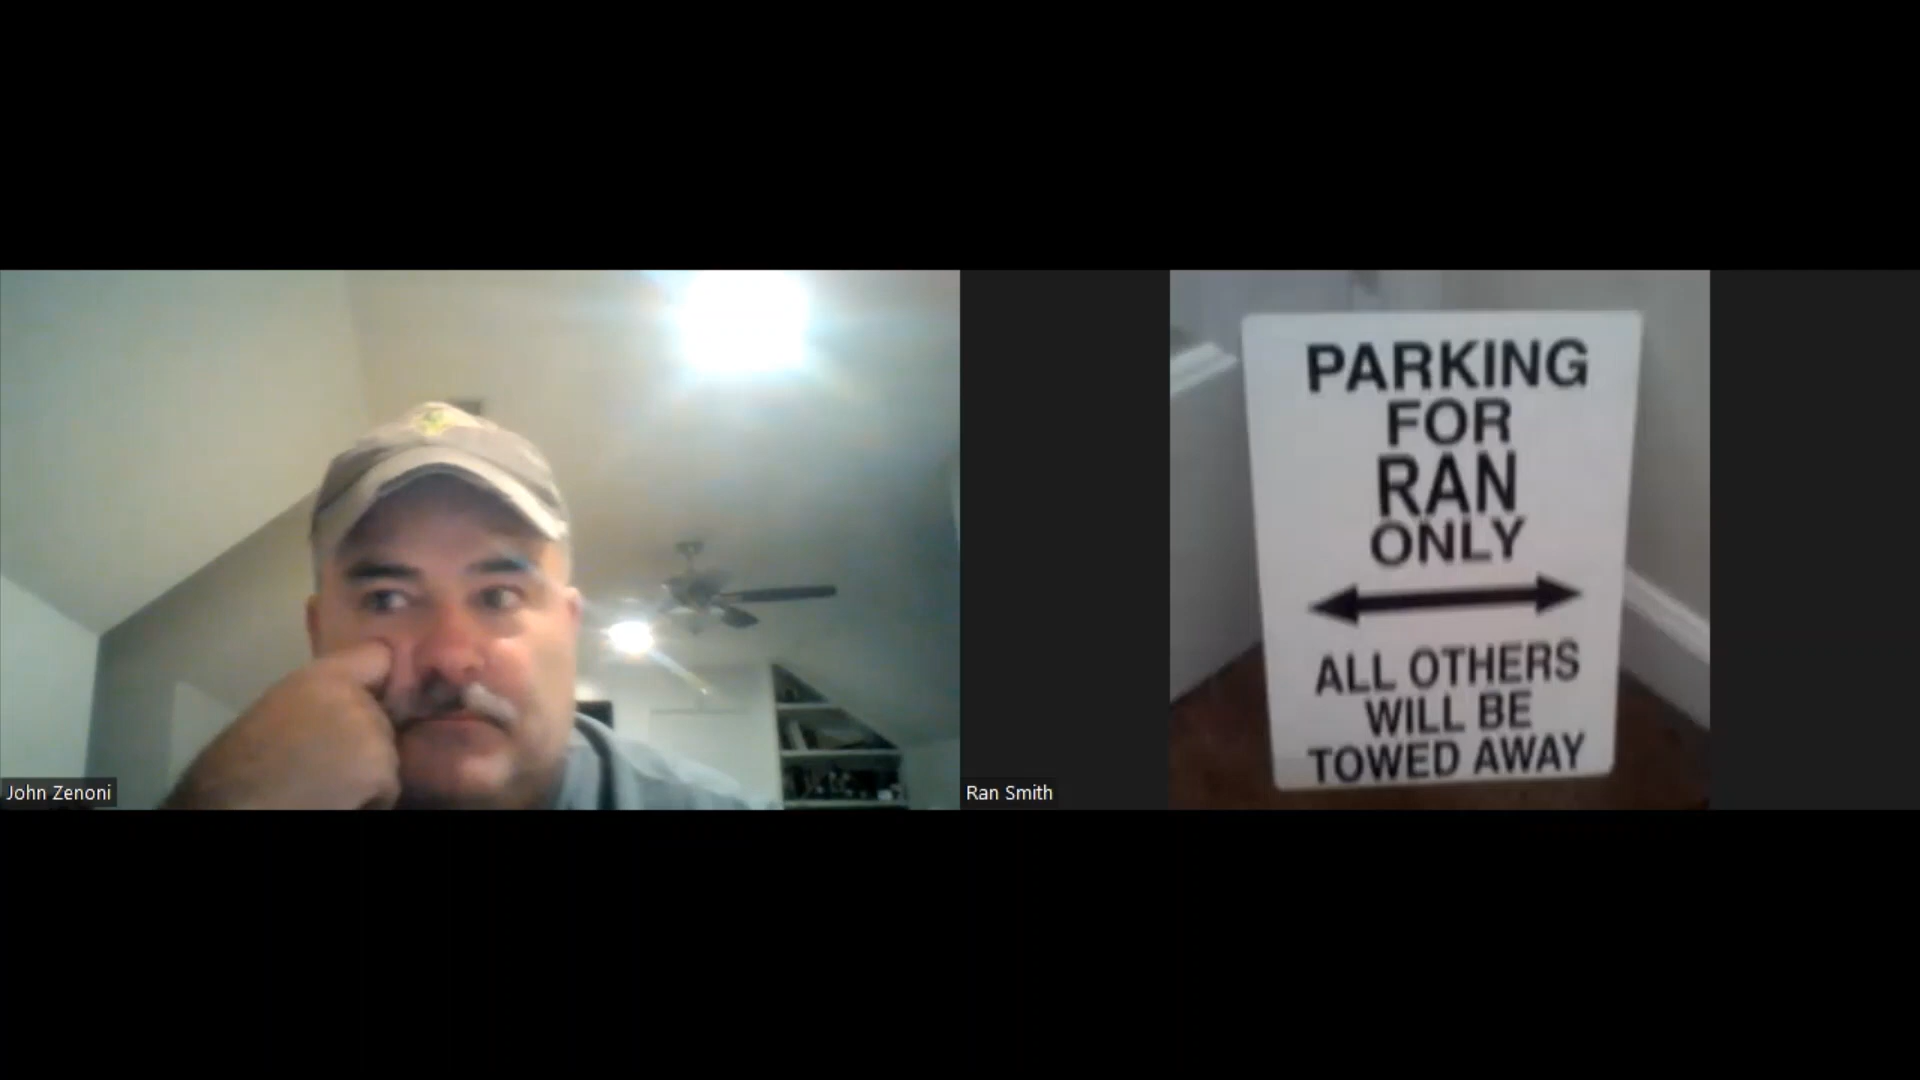 John Zenoni
PARKING
FOR
RAN
ONLY
ALL OTHERS
WILL BE
TOWED AWAY
Ran Smith